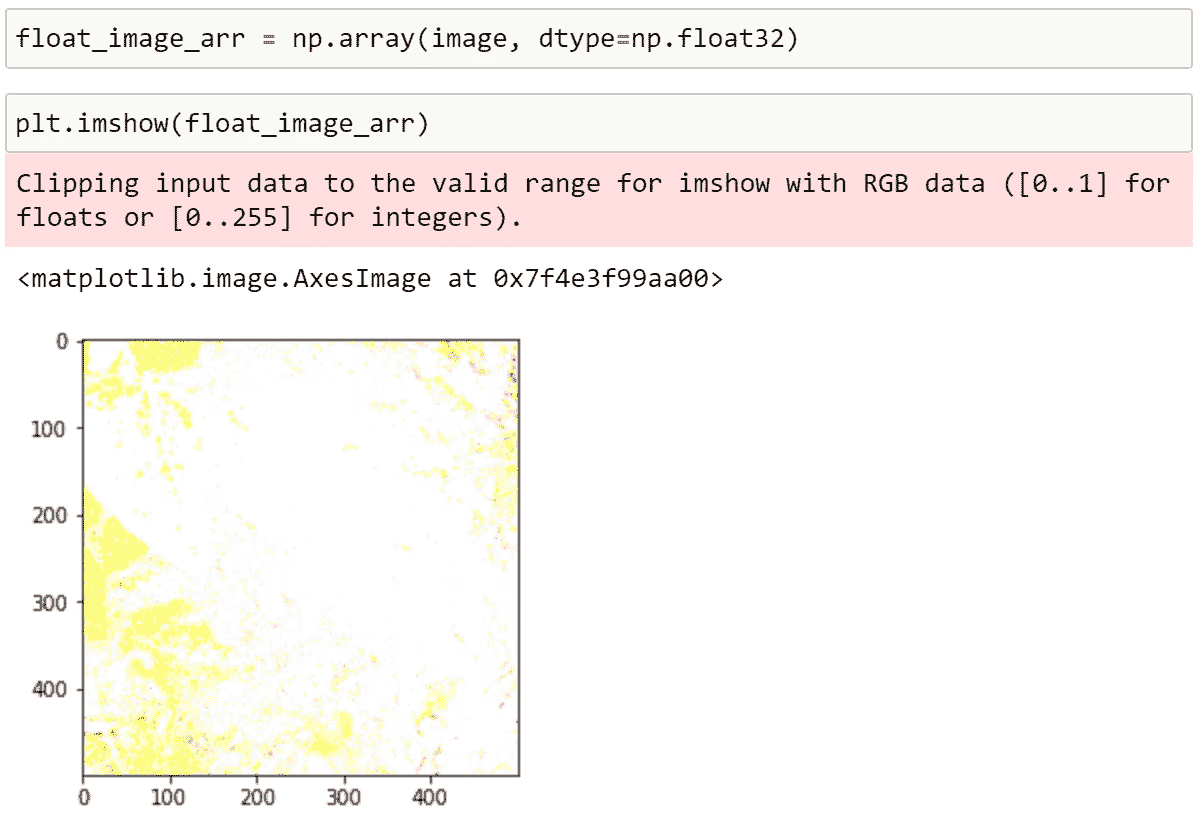 float_image_arr = np.array(image, dtype=np.float32)
plt.imshow(float_image_arr)
Clipping input data to the valid range for imshow with RGB data ([0..1] for
floats or [0..255] for integers).
<matplotlib.image.AxesImage at 0x7f4e3f99aa00>
0
100
200
300
400
0 100 200 300 400